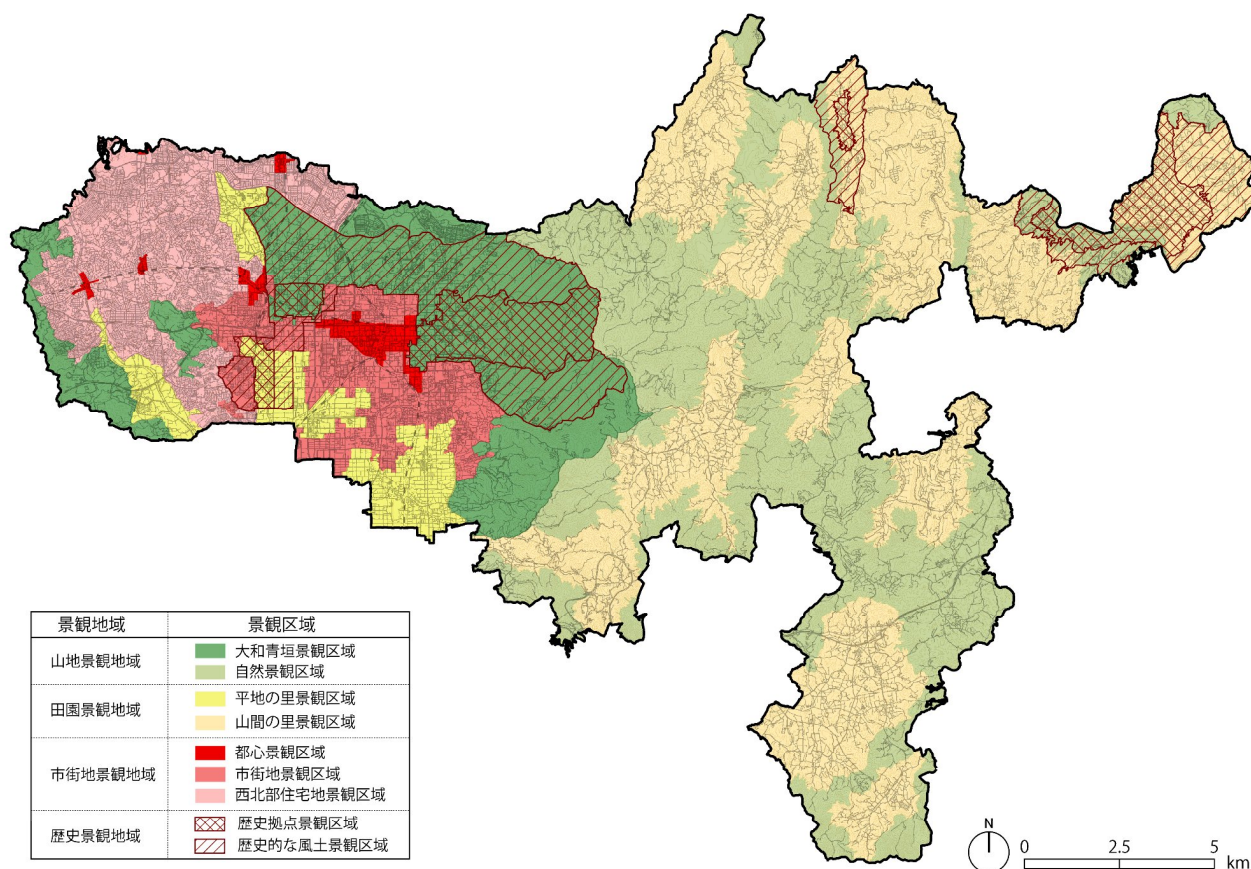 景観地域 景観区域
山地景観地域 大和青垣景観区域
自然景観区域
田園景観地域 平地の里景観区域
山間の里景観区域
市街地景観地域 都心景観区域
市街地景観区域
西北部住宅地景観区域
歴史景観地域 歴史拠点景観区域
歴史的な風土景観区域
N
0 2.5 5
km